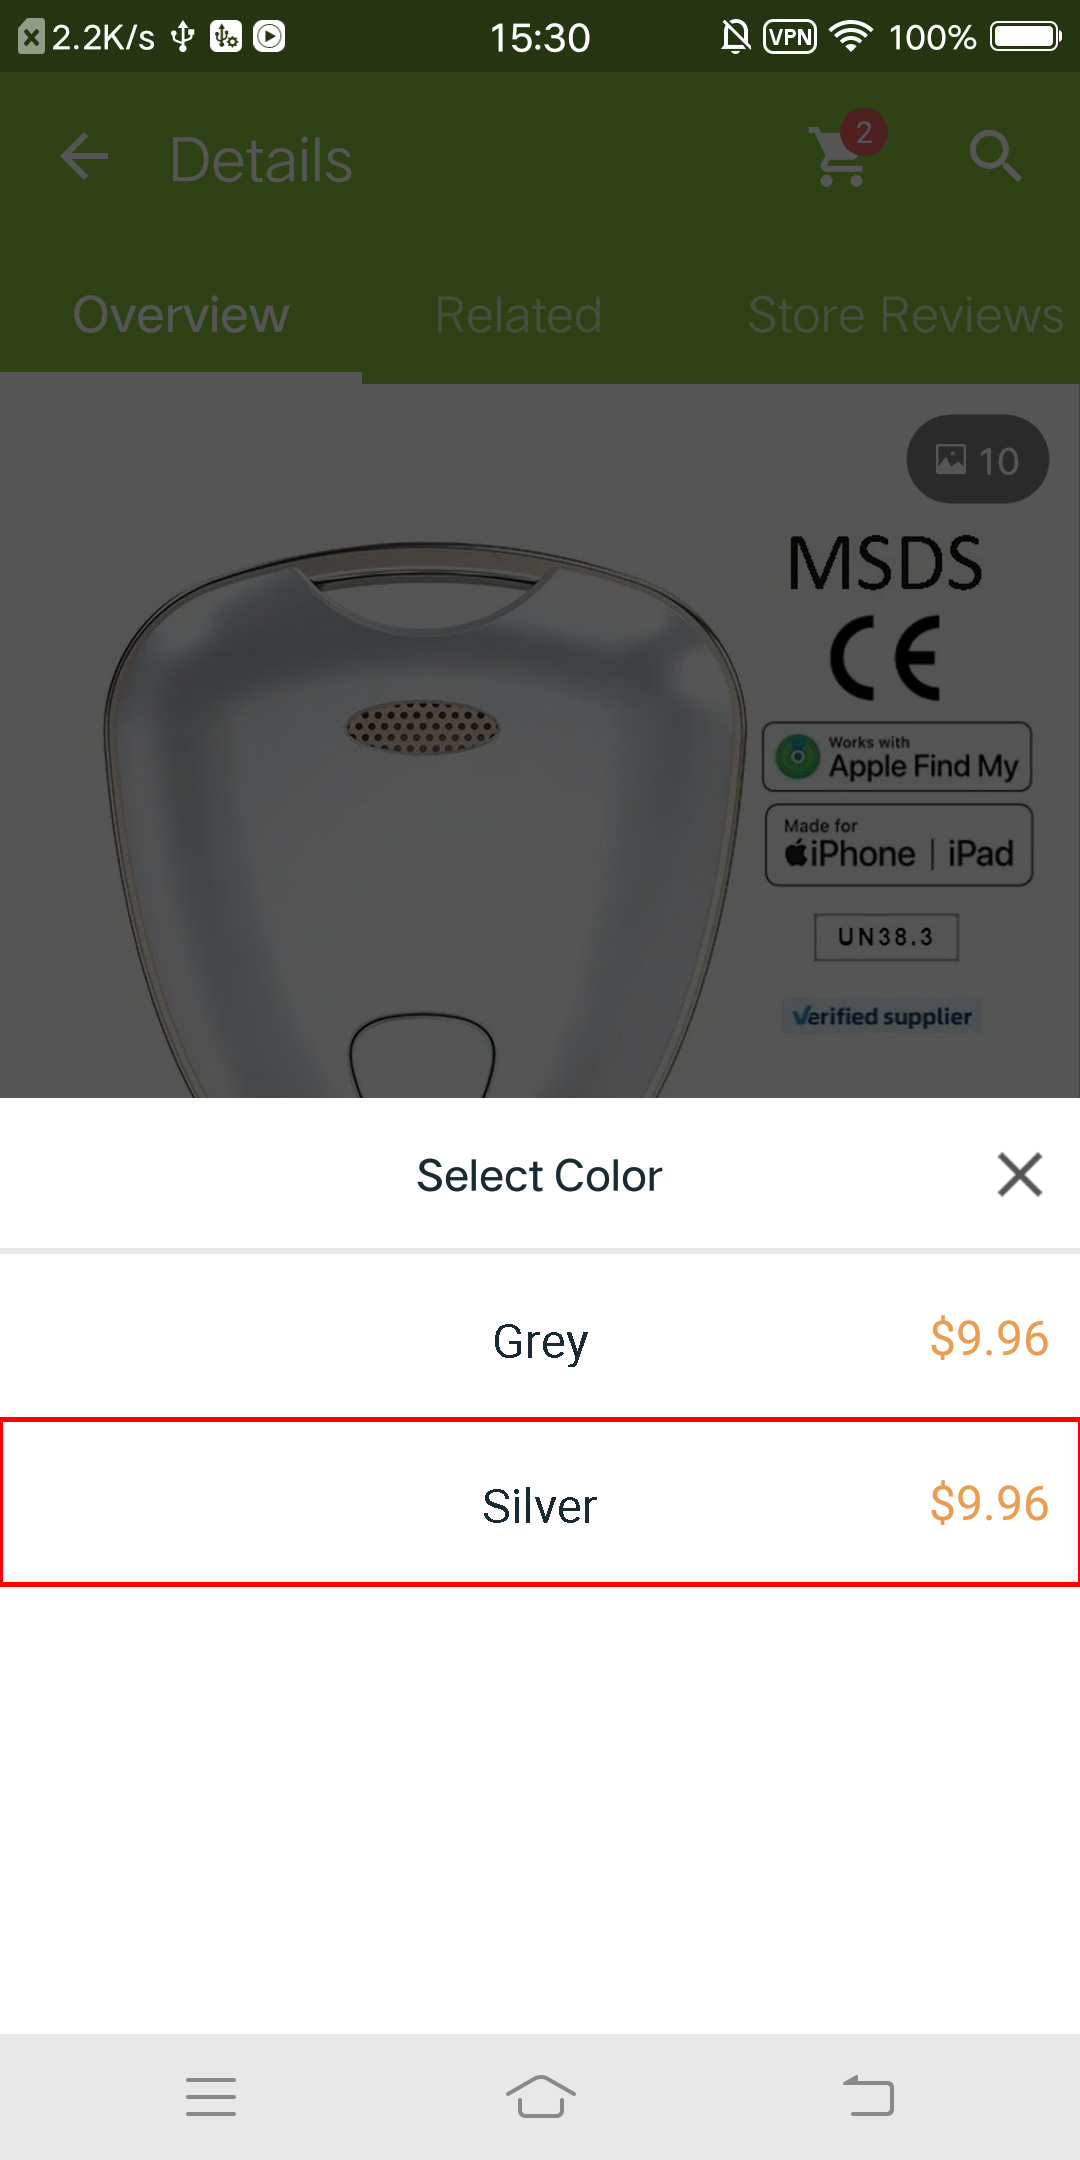 2.2K/s 15:30 VPN 100%
Details 2
Overview Related Store Reviews
10
MSDS
CE
Works with
Apple Find My
Made for
iPhone | iPad
UN38.3
Verified supplier
Select Color
Grey $9.96
Silver $9.96